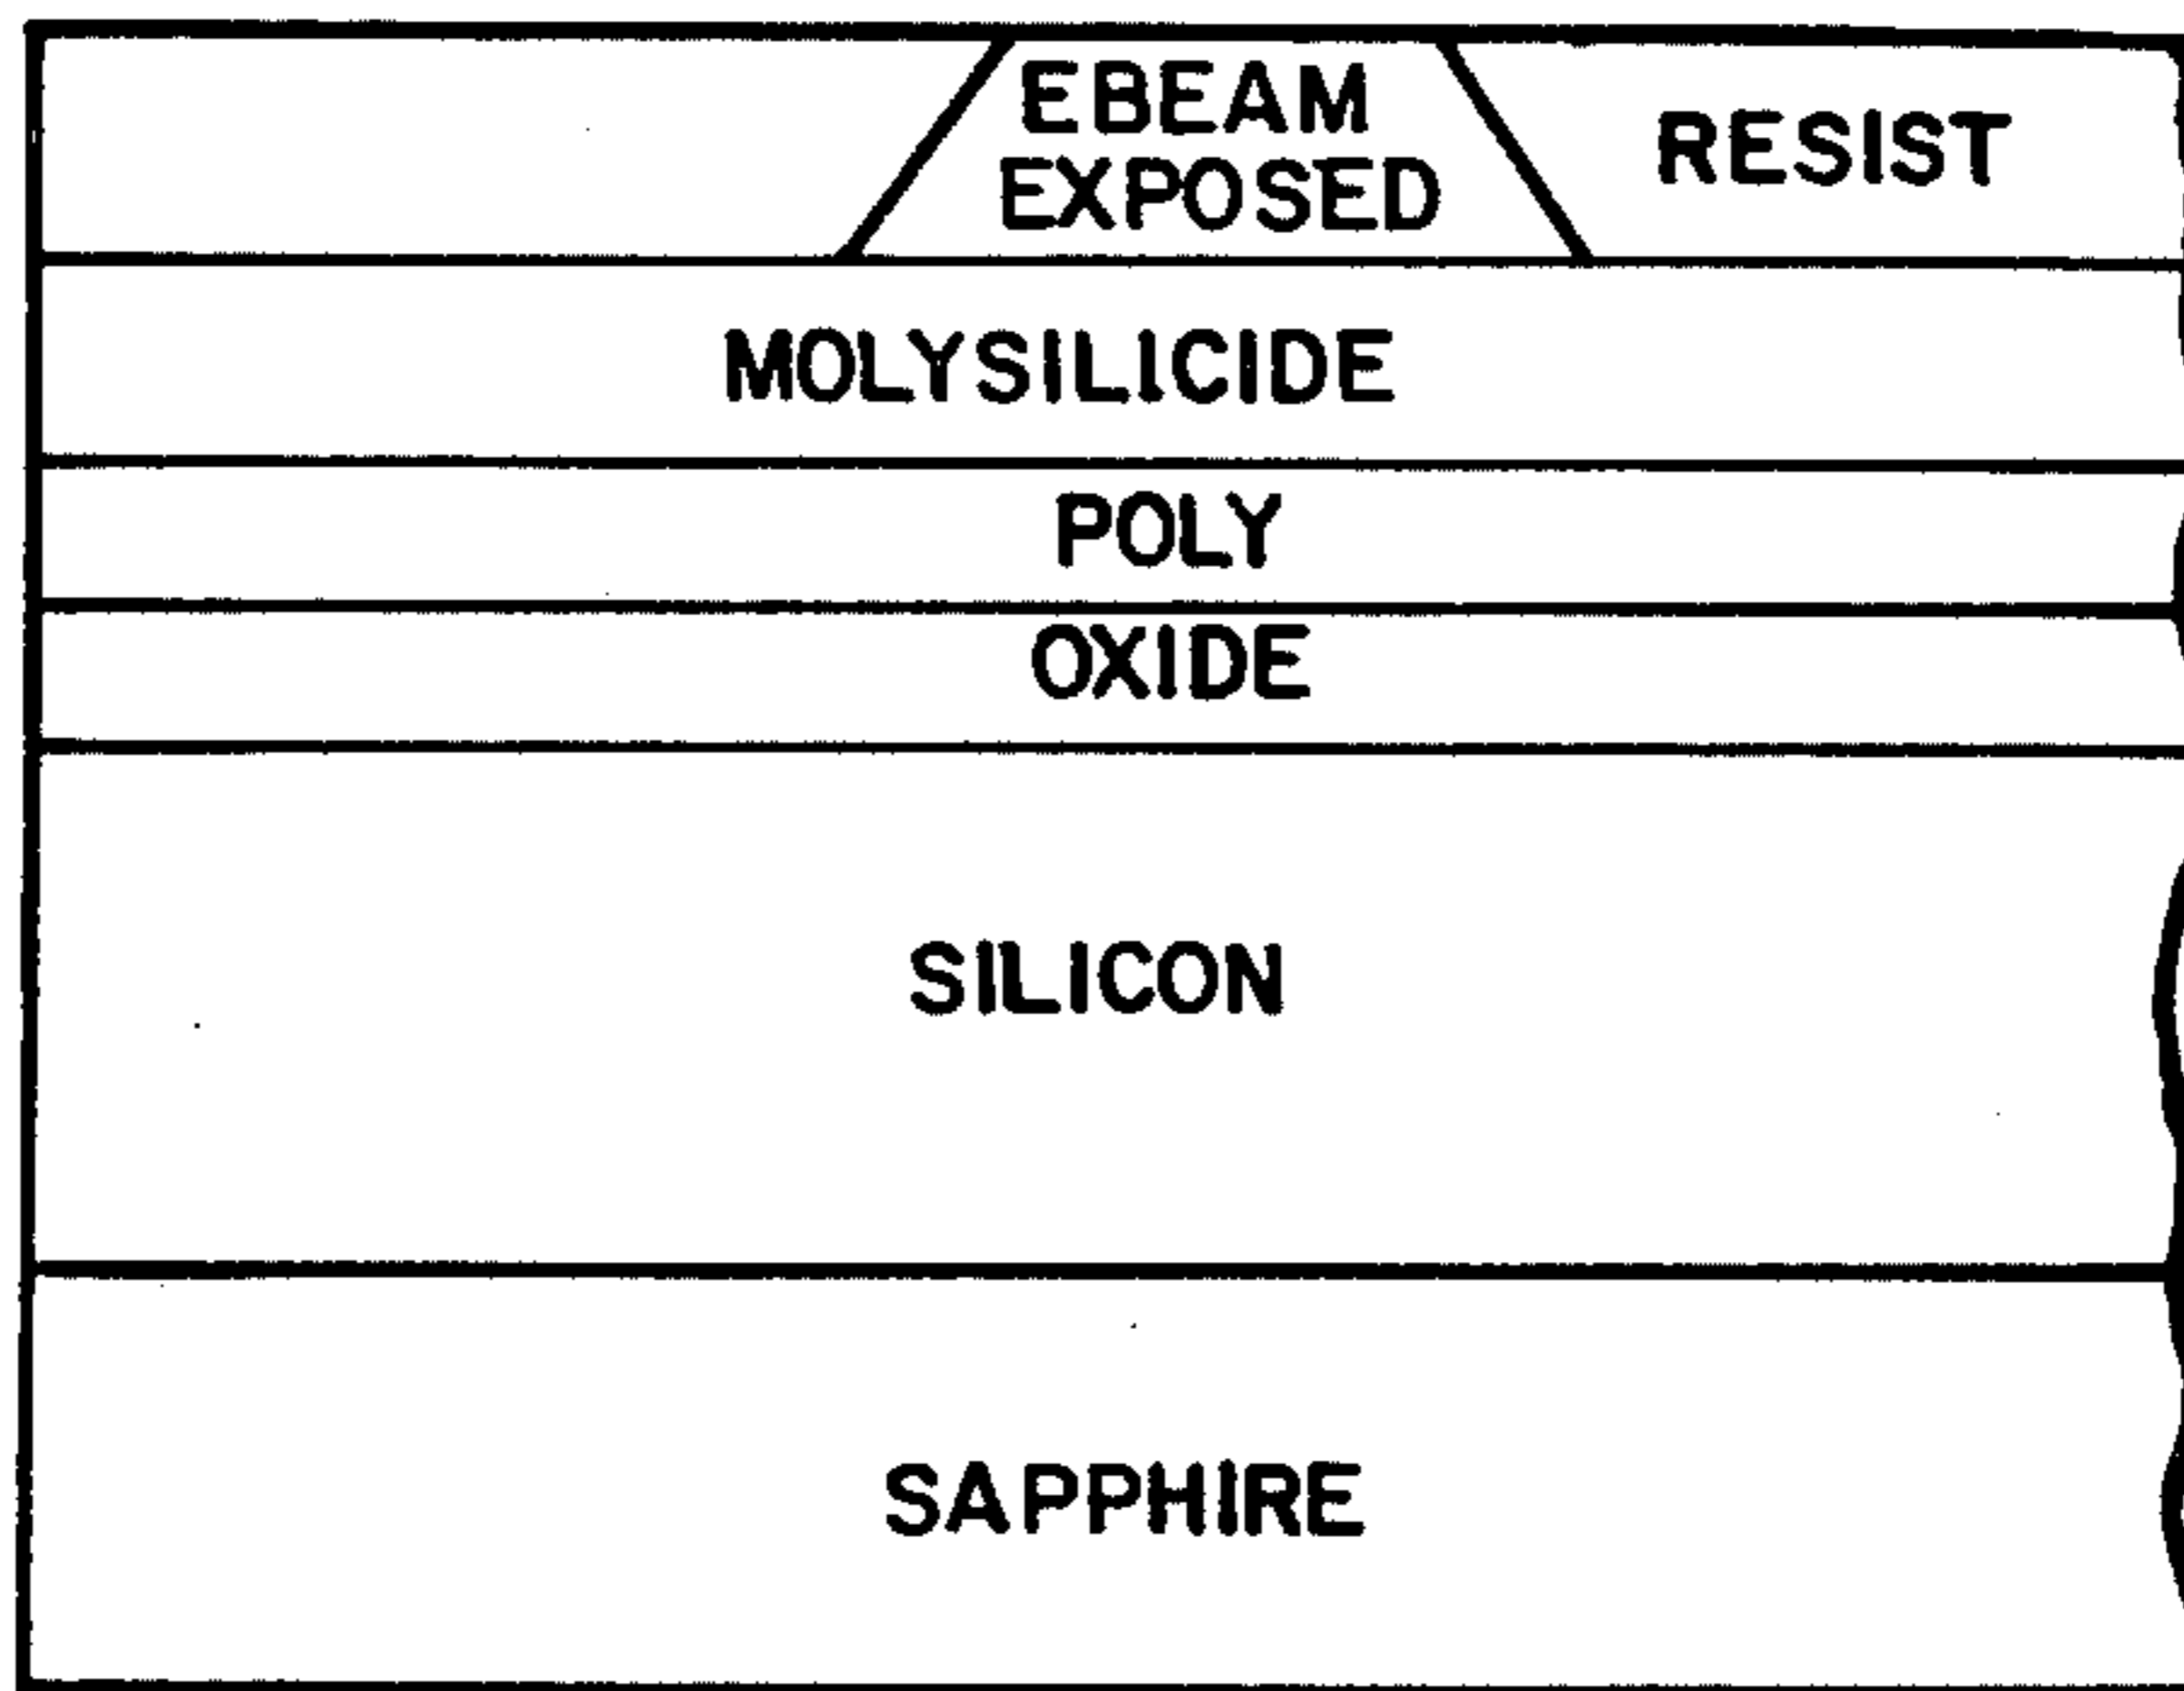 EBEAM
EXPOSED
RESIST
MOLYSILICIDE
POLY
OXIDE
SILICON
SAPPHIRE